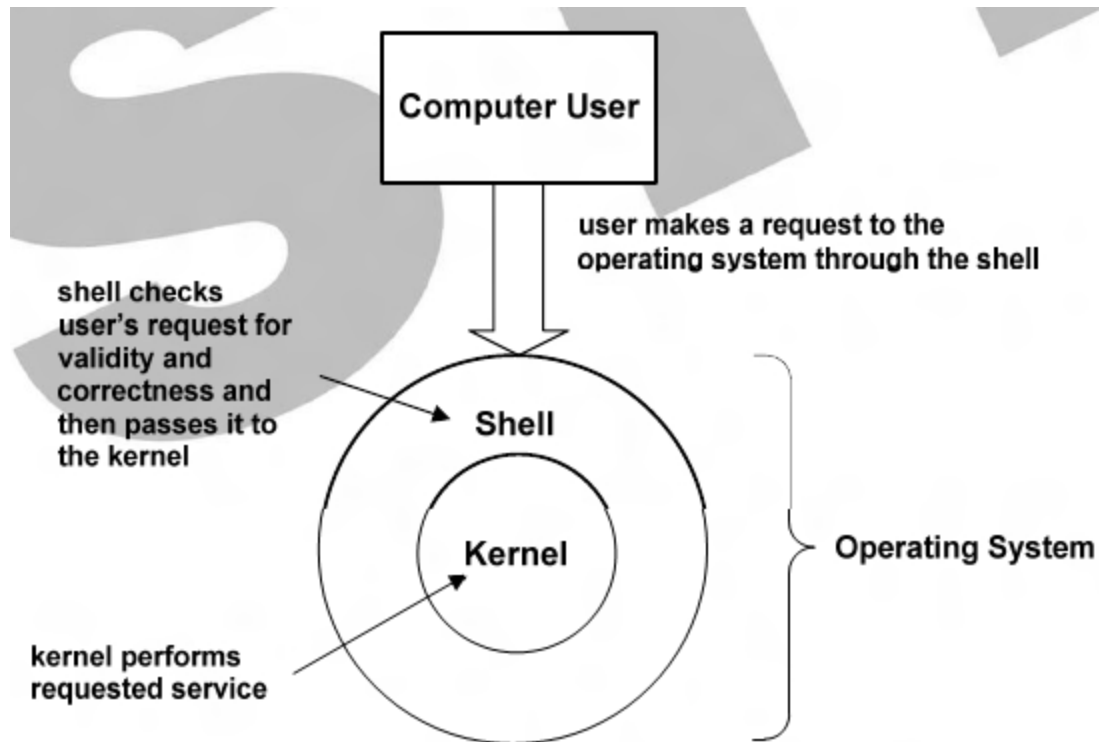 Computer User
user makes a request to the
operating system through the shell
shell checks
user's request for
validity and
correctness and
then passes it to
the kernel
Shell
Kernel
Operating System
kernel performs
requested service